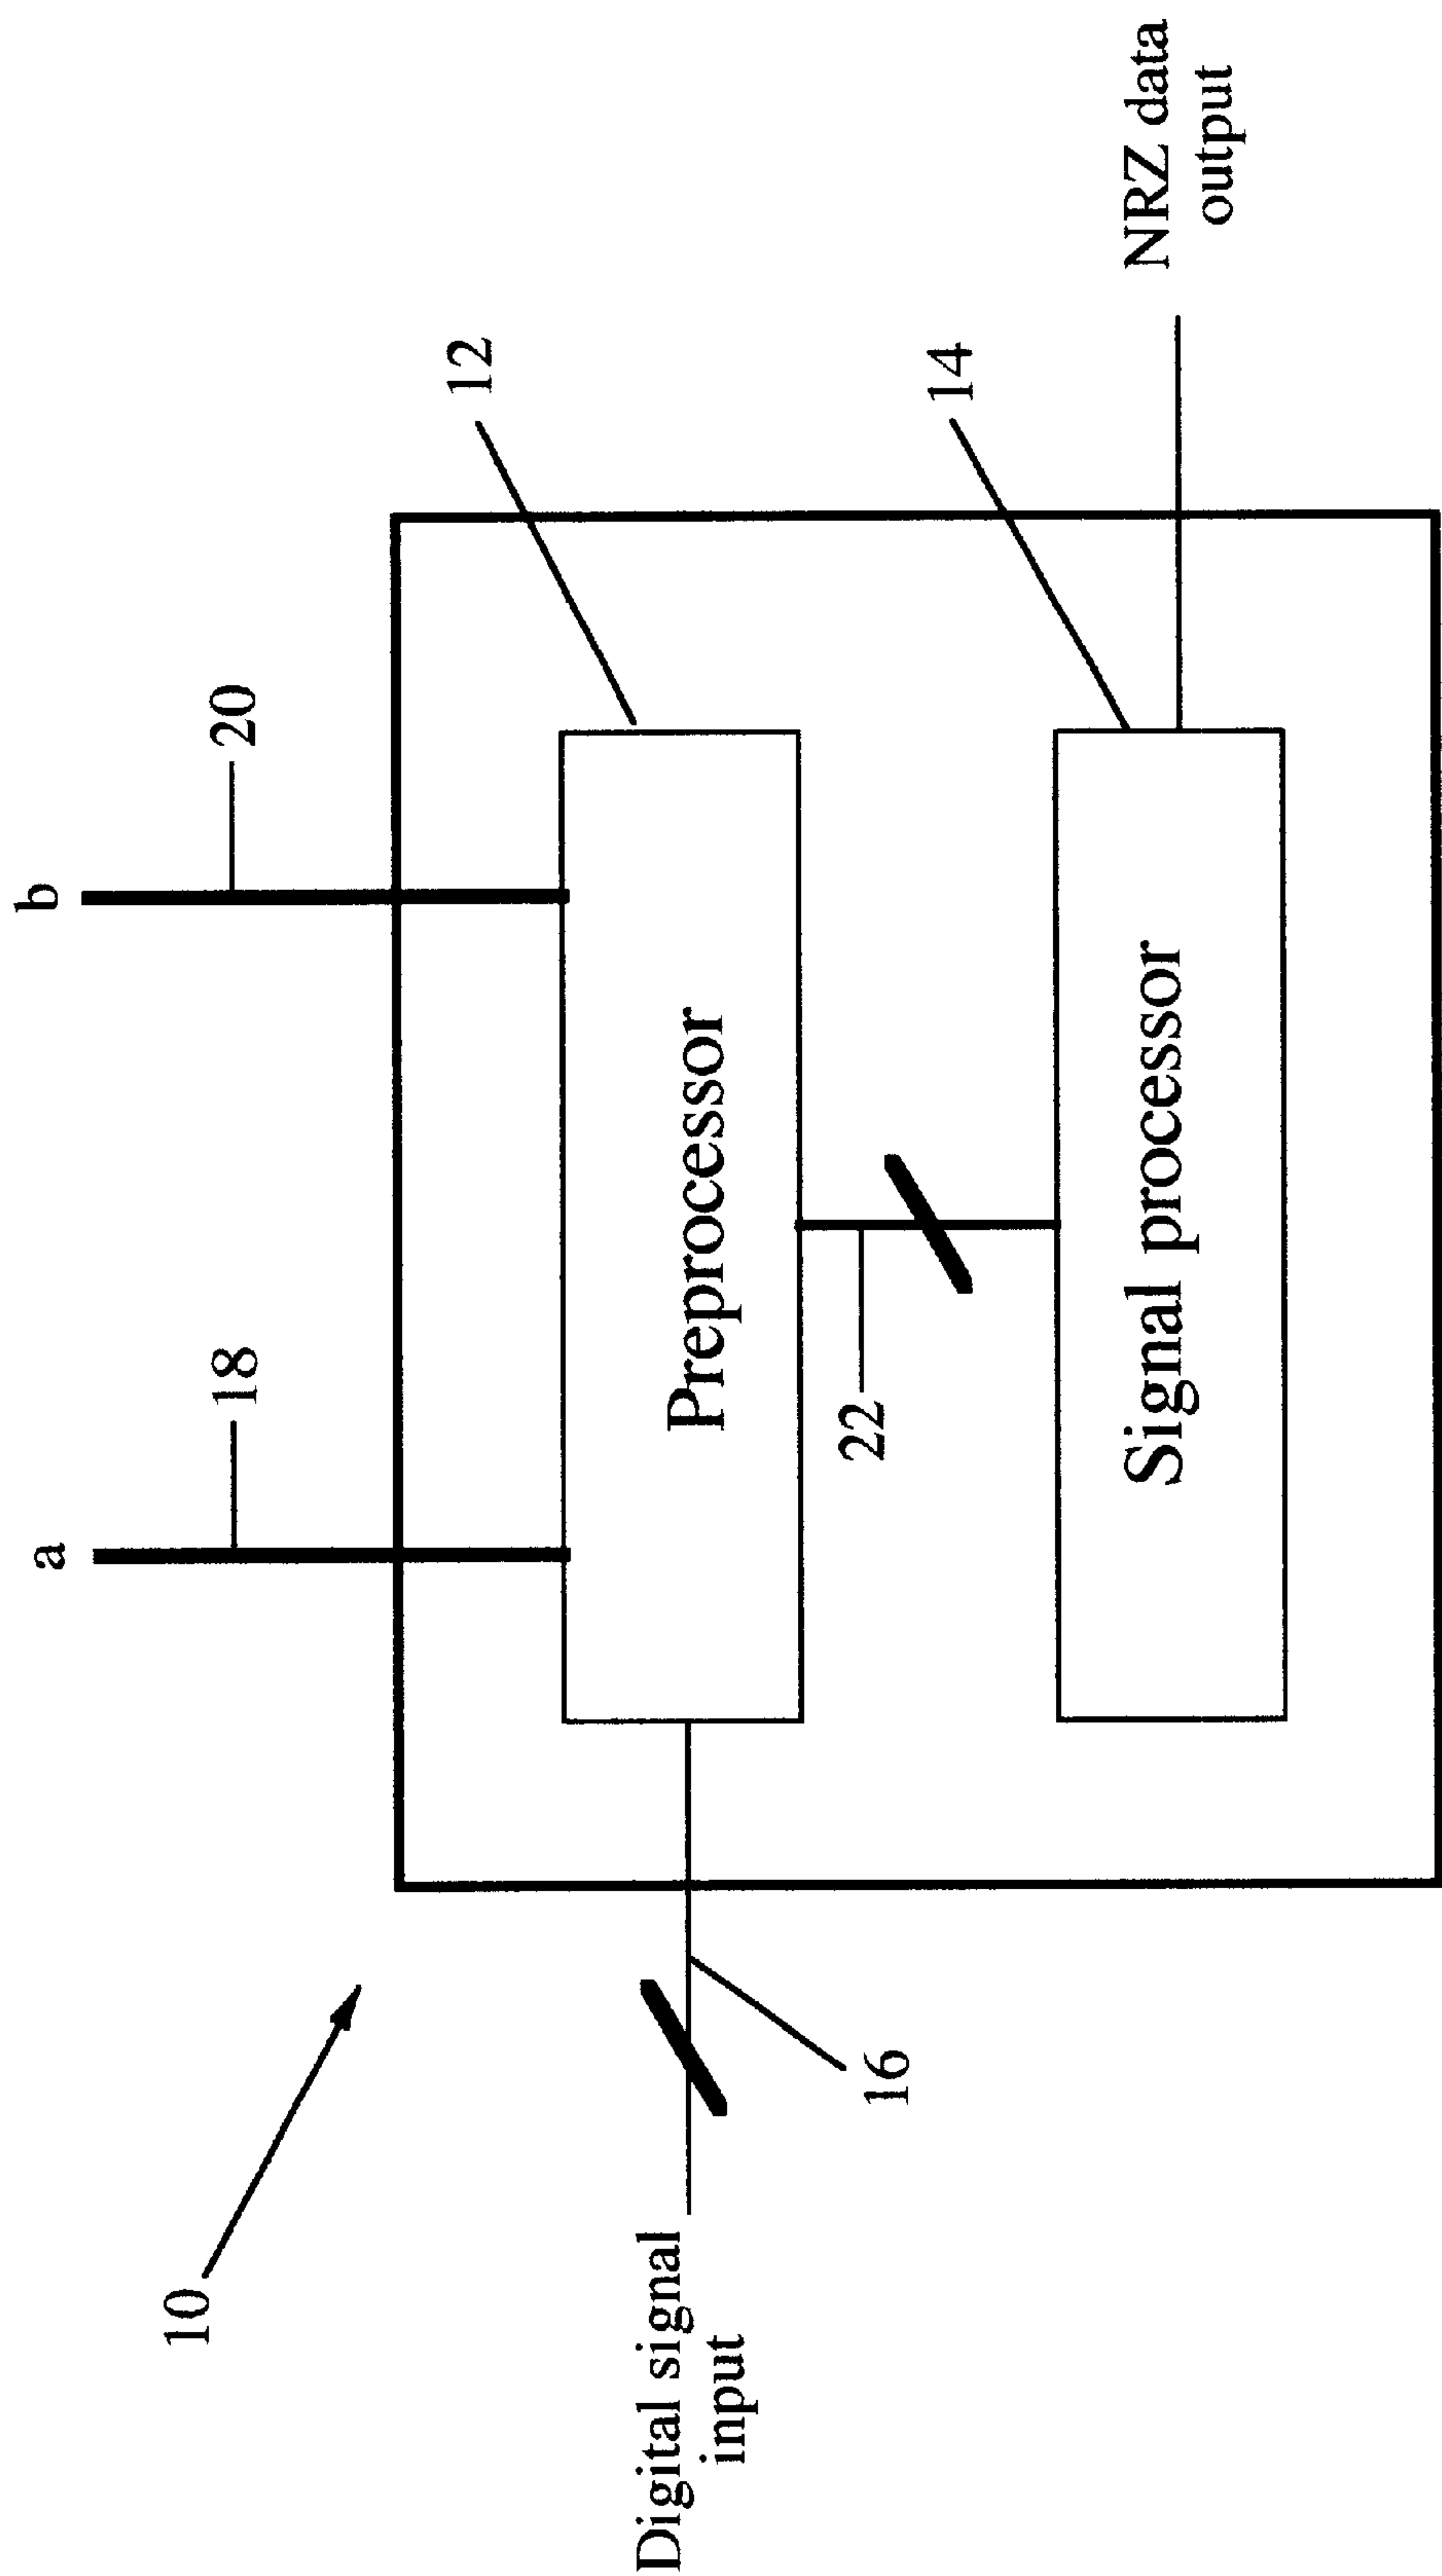 a
b
18
20
10
12
Digital signal
input
Preprocessor
16
22
14
Signal processor
NRZ data
output